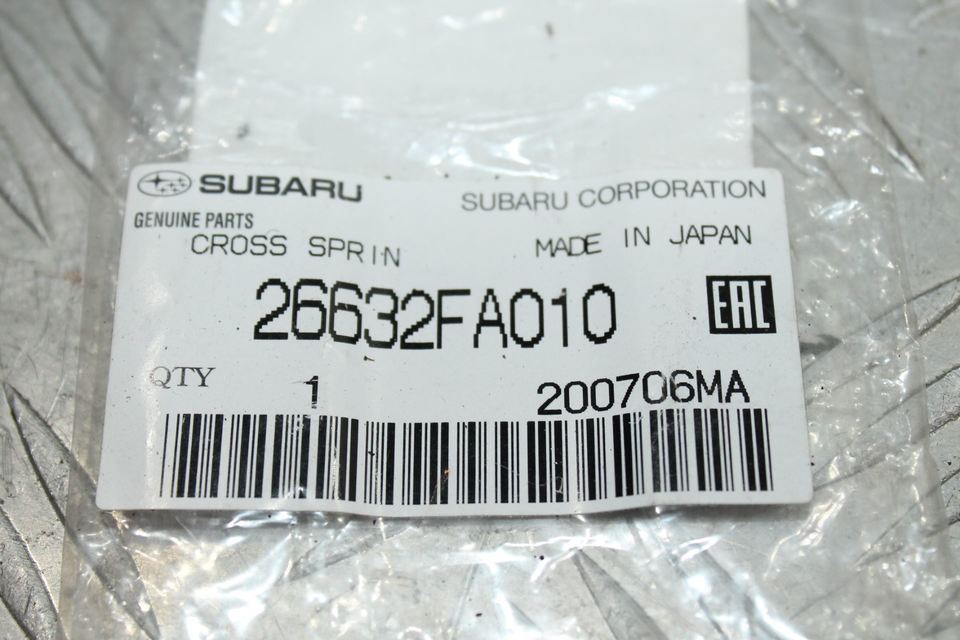 SUBARU
SUBARU CORPORATION
GENUINE PARTS
CROSS SPRIN
MADE IN JAPAN
26632FA010
EAC
QTY 1 200706MA